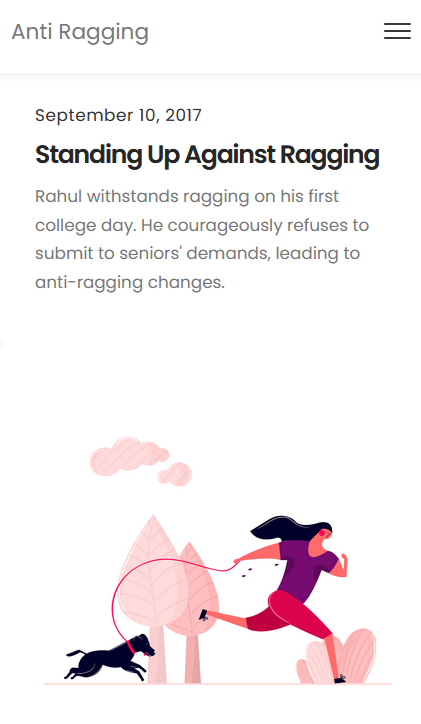 Anti Ragging
September 10, 2017
Standing Up Against Ragging
Rahul withstands ragging on his first
college day. He courageously refuses to
submit to seniors' demands, leading to
anti-ragging changes.